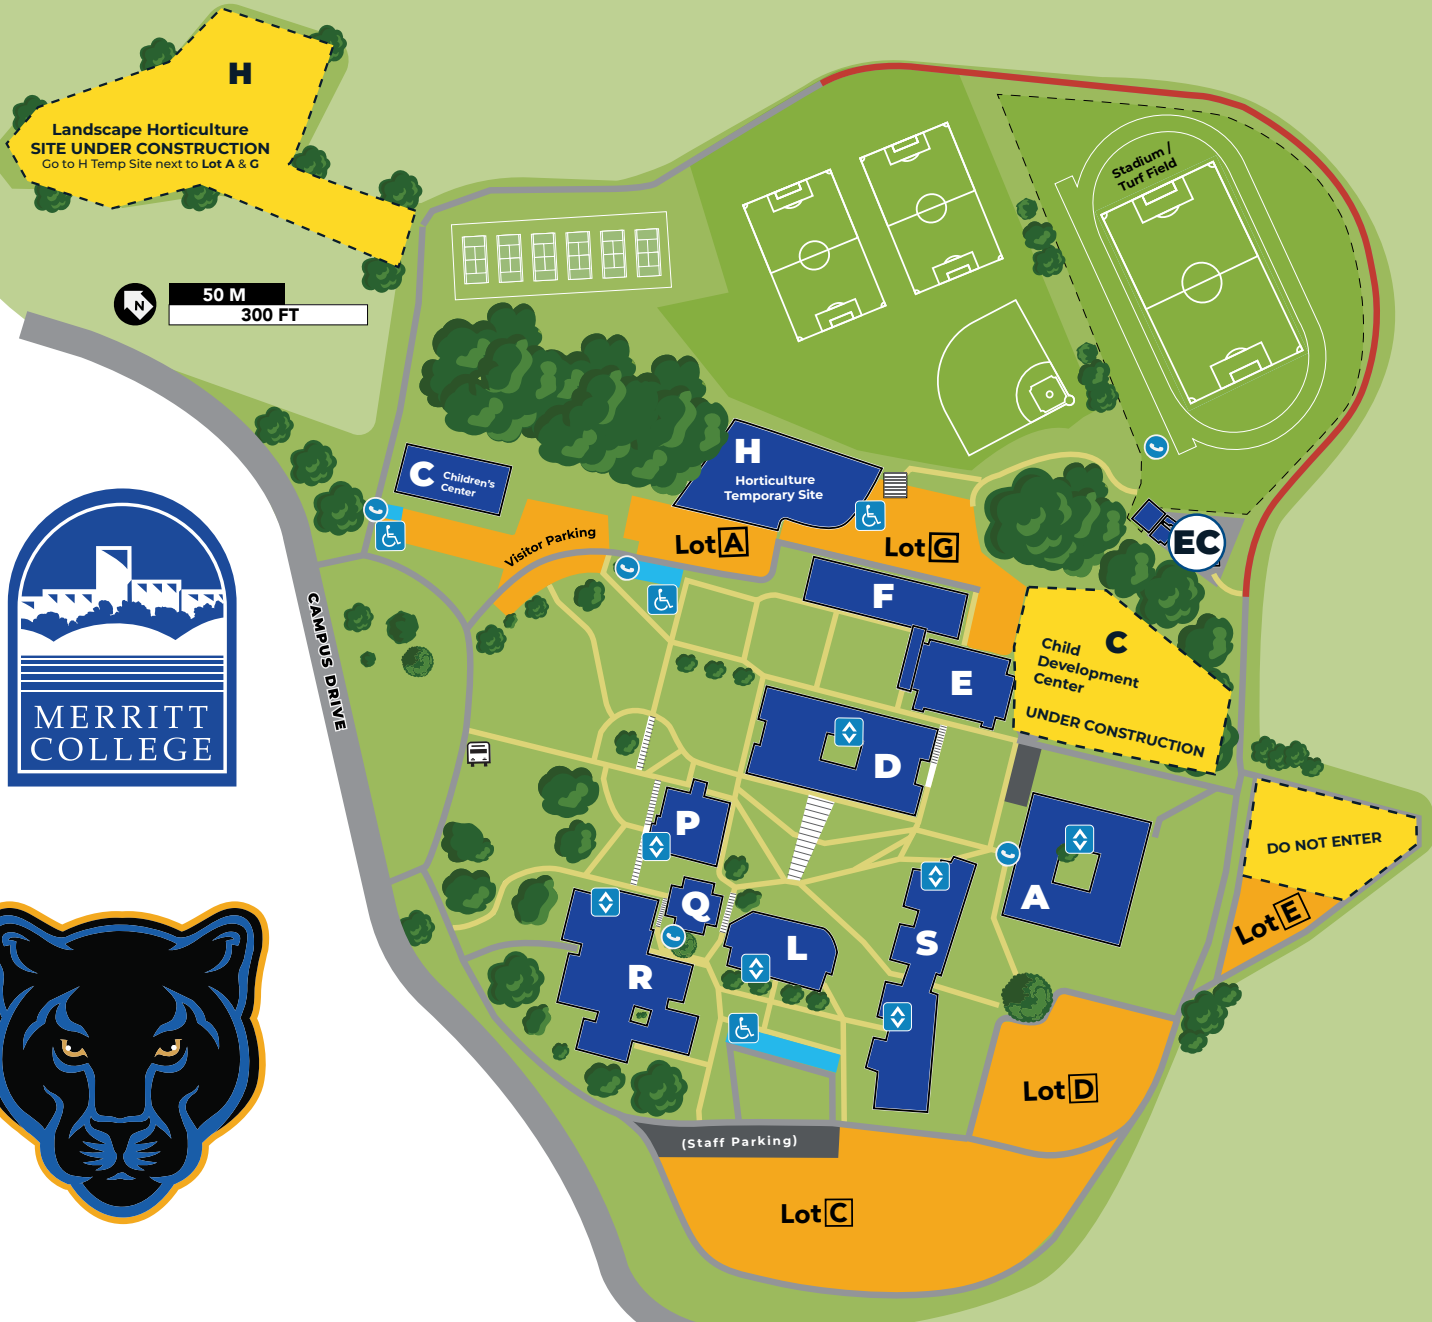 H
Landscape Horticulture
SITE UNDER CONSTRUCTION
Go to H Temp Site next to Lot A & G
N
50 M
300 FT
Stadium /
Turf Field
C
Children's
Center
H
Horticulture
Temporary Site
Visitor Parking
Lot A
Lot G
EC
F
E
C
Child
Development
Center
UNDER CONSTRUCTION
CAMPUS DRIVE
MERRITT
COLLEGE
D
P
DO NOT ENTER
A
Lot E
Q
L
S
R
Lot D
(Staff Parking)
Lot C